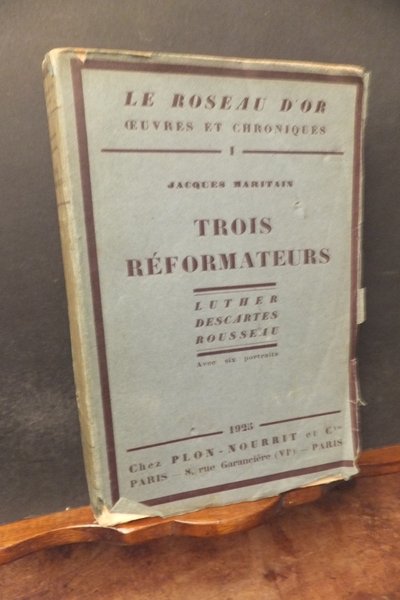 LE ROSEAU D'OR
ŒUVRES ET CHRONIQUES
1
JACQUES MARITAIN
TROIS
RÉFORMATEURS
LUTHER
DESCARTES
ROUSSEAU
Avec six portraits
1925
Chez PLON-NOURRIT et Cie
PARIS — 8, rue Garancière (VIe) — PARIS